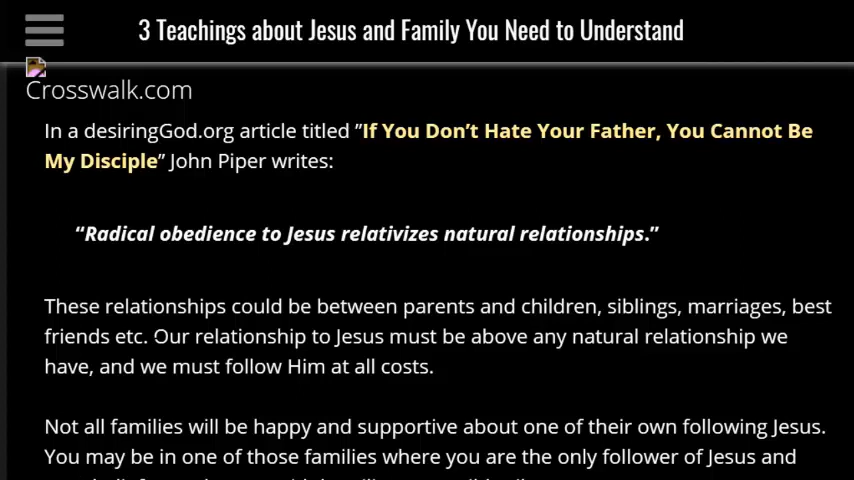 3 Teachings about Jesus and Family You Need to Understand
Crosswalk.com
In a desiringGod.org article titled ”If You Don’t Hate Your Father, You Cannot Be
My Disciple” John Piper writes:
“Radical obedience to Jesus relativizes natural relationships.”
These relationships could be between parents and children, siblings, marriages, best
friends etc. Our relationship to Jesus must be above any natural relationship we
have, and we must follow Him at all costs.
Not all families will be happy and supportive about one of their own following Jesus.
You may be in one of those families where you are the only follower of Jesus and